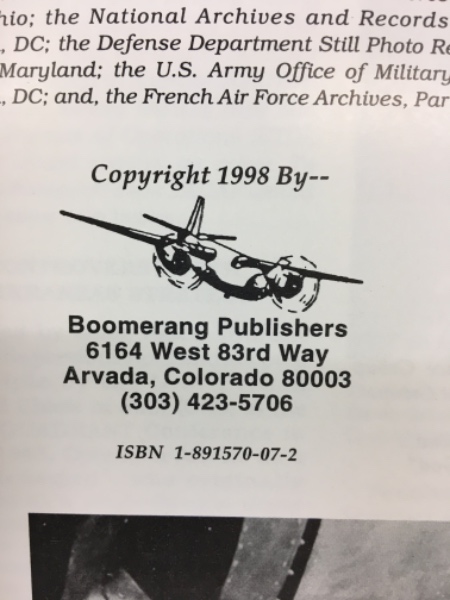 hio; the National Archives and Records
, DC; the Defense Department Still Photo Re
Maryland; the U.S. Army Office of Military
, DC; and, the French Air Force Archives, Par
Copyright 1998 By--
Boomerang Publishers
6164 West 83rd Way
Arvada, Colorado 80003
(303) 423-5706
ISBN 1-891570-07-2